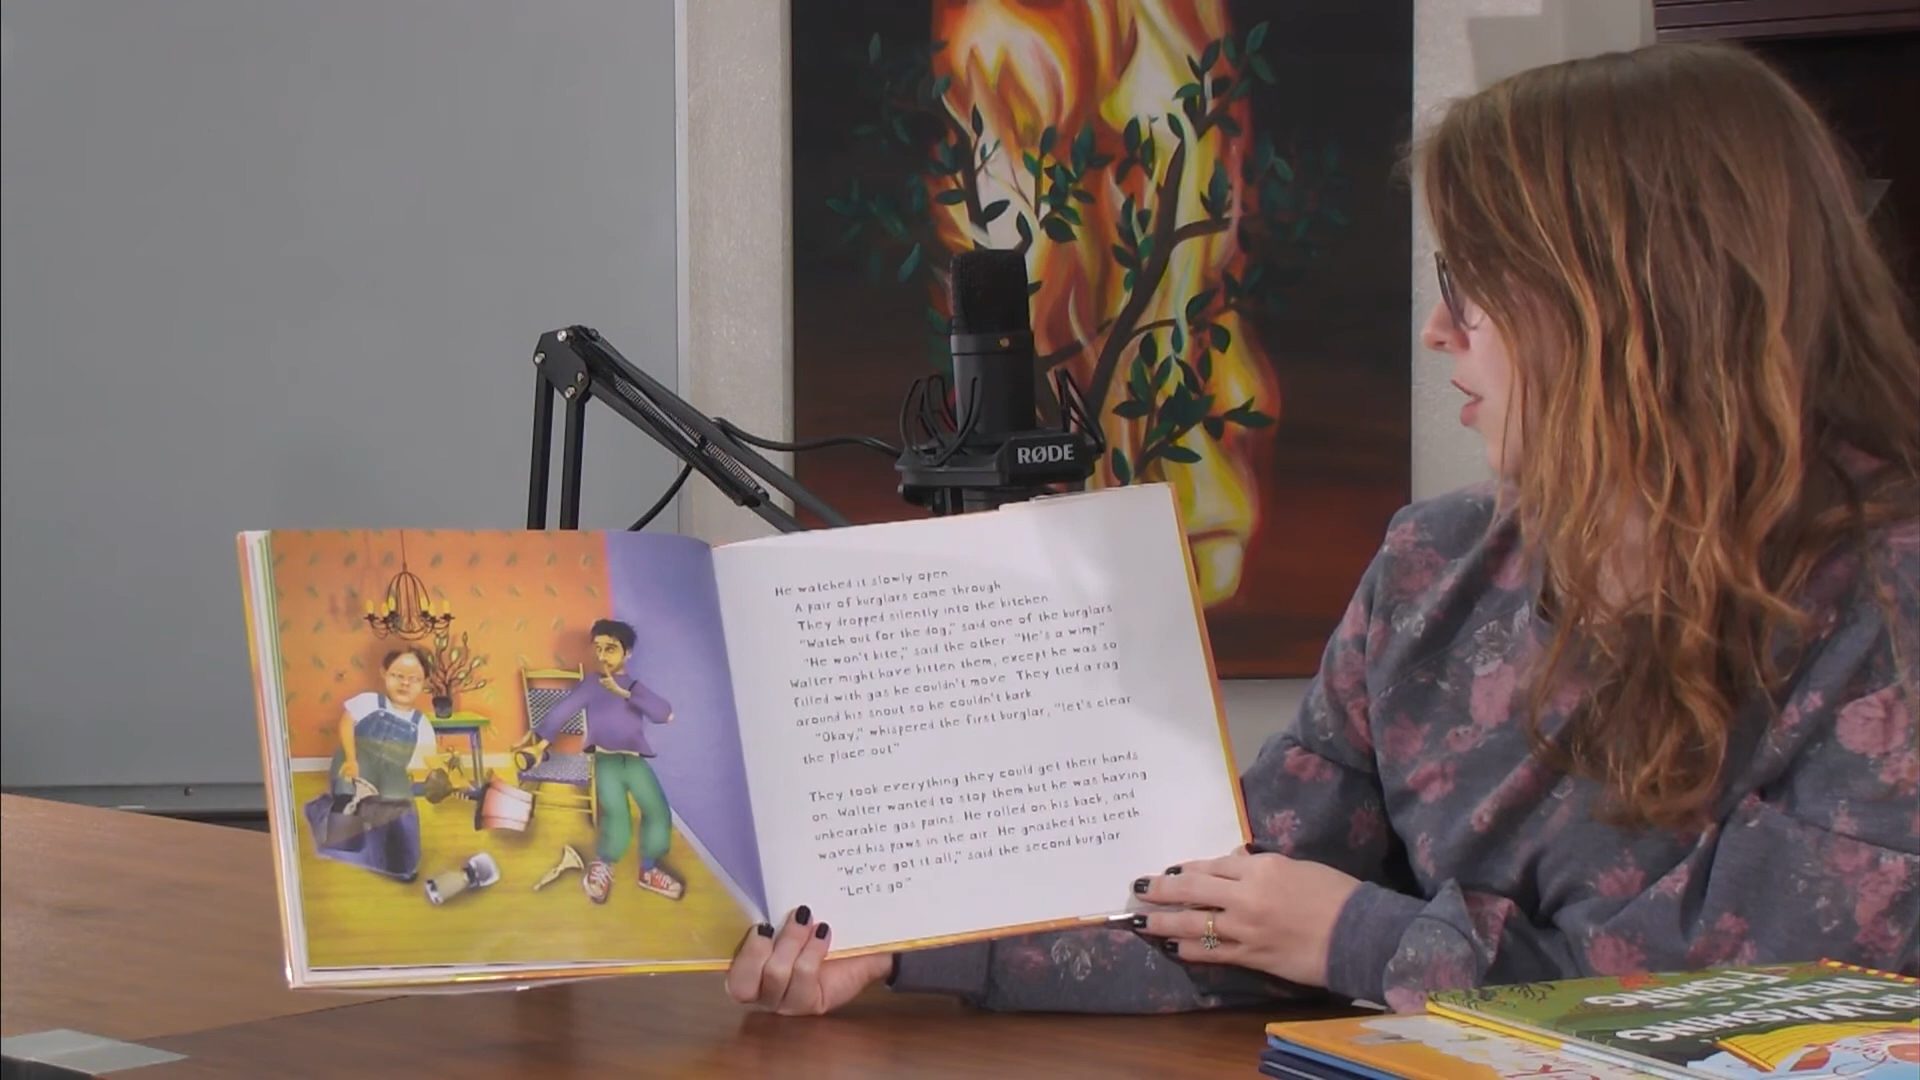 RØDE
He watched it slowly open
A pair of burglars came through
They dropped silently into the kitchen
"Watch out for the dog," said one of the burglars
"He won't bite," said the other "He's a wimp"
Walter might have bitten them, except he was so
filled with gas he couldn't move. They tied a rag
around his snout so he couldn't bark
"Okay," whispered the first burglar, "let's clear
the place out"
They took everything they could get their hands
on. Walter wanted to stop them but he was having
unbearable gas pains. He rolled on his back, and
waved his paws in the air. He gnashed his teeth.
"We've got it all," said the second burglar
"Let's go"
NIGHT
FISHING
WISHING